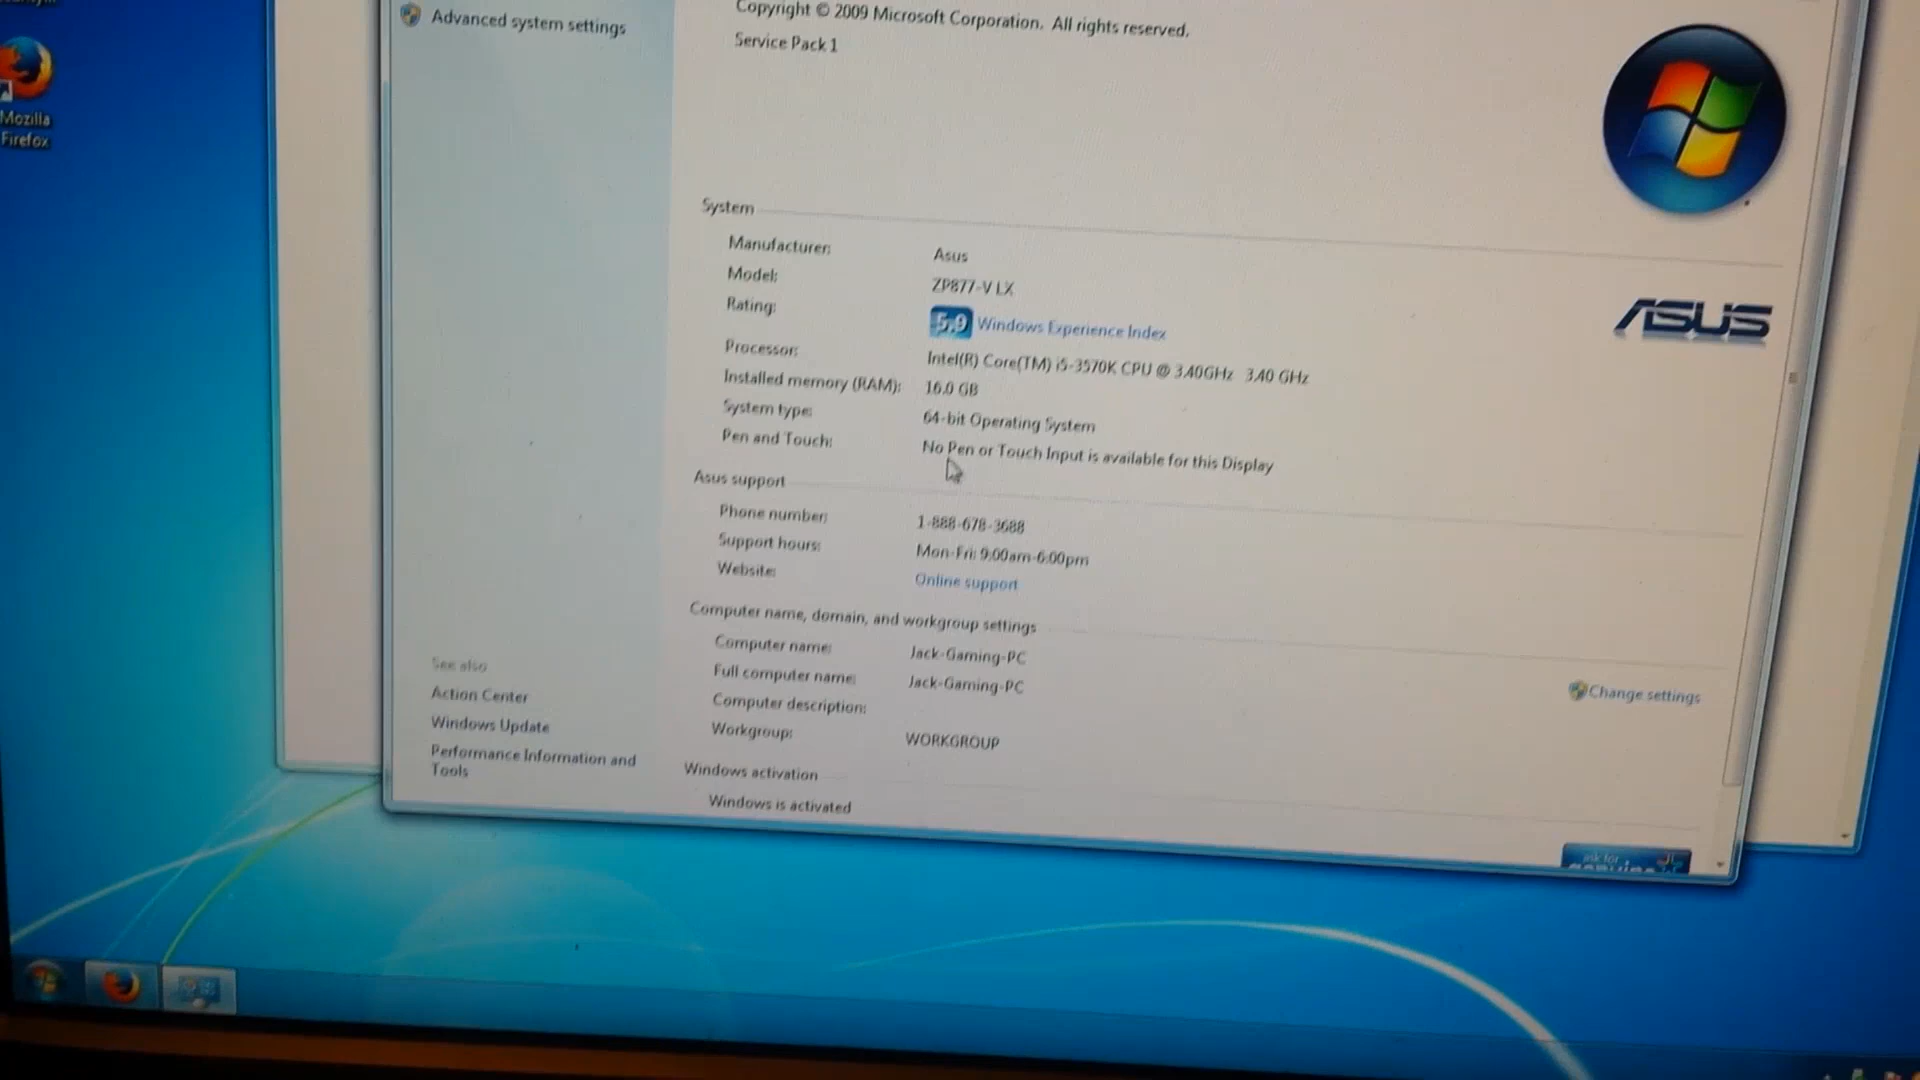 Advanced system settings
Copyright © 2009 Microsoft Corporation. All rights reserved.
Service Pack 1
Mozilla
Firefox
System
Manufacturer: Asus
Model: ZP877-V LX
Rating: 5.9 Windows Experience Index
Processor: Intel(R) Core(TM) i5-3570K CPU @ 3.40GHz 3.40 GHz
Installed memory (RAM): 16.0 GB
System type: 64-bit Operating System
Pen and Touch: No Pen or Touch Input is available for this Display
ASUS
Asus support
Phone number: 1-888-678-3688
Support hours: Mon-Fri: 9:00am-6:00pm
Website: Online support
Computer name, domain, and workgroup settings
Computer name: Jack-Gaming-PC
Full computer name: Jack-Gaming-PC
Computer description:
Workgroup: WORKGROUP
Change settings
Windows activation
Windows is activated
See also
Action Center
Windows Update
Performance Information and
Tools
ask for
genuine